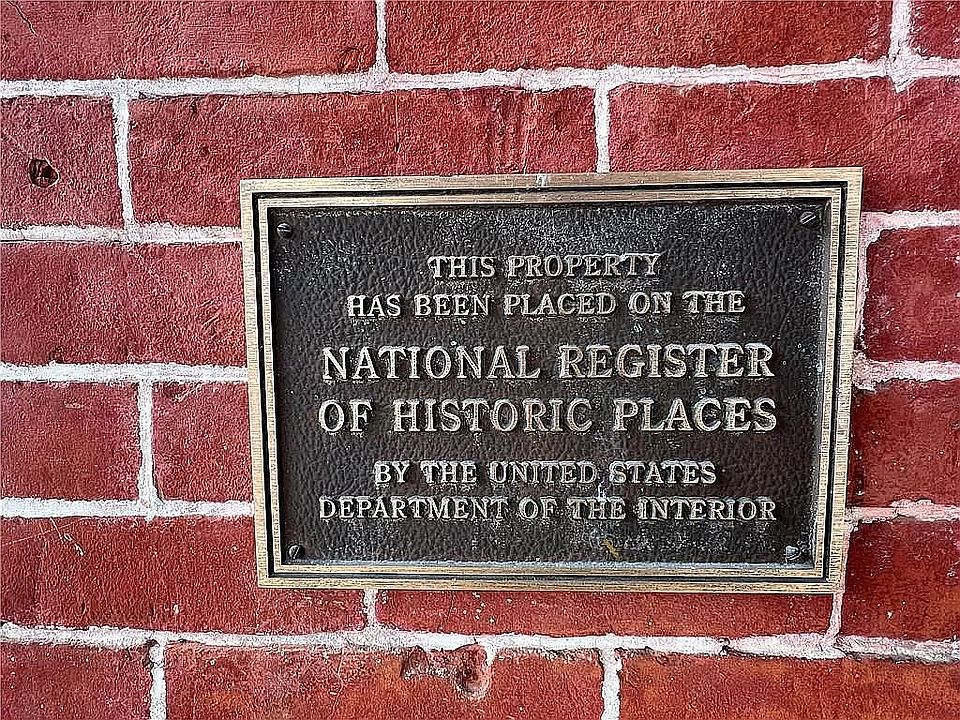 THIS PROPERTY
HAS BEEN PLACED ON THE
NATIONAL REGISTER
OF HISTORIC PLACES
BY THE UNITED STATES
DEPARTMENT OF THE INTERIOR